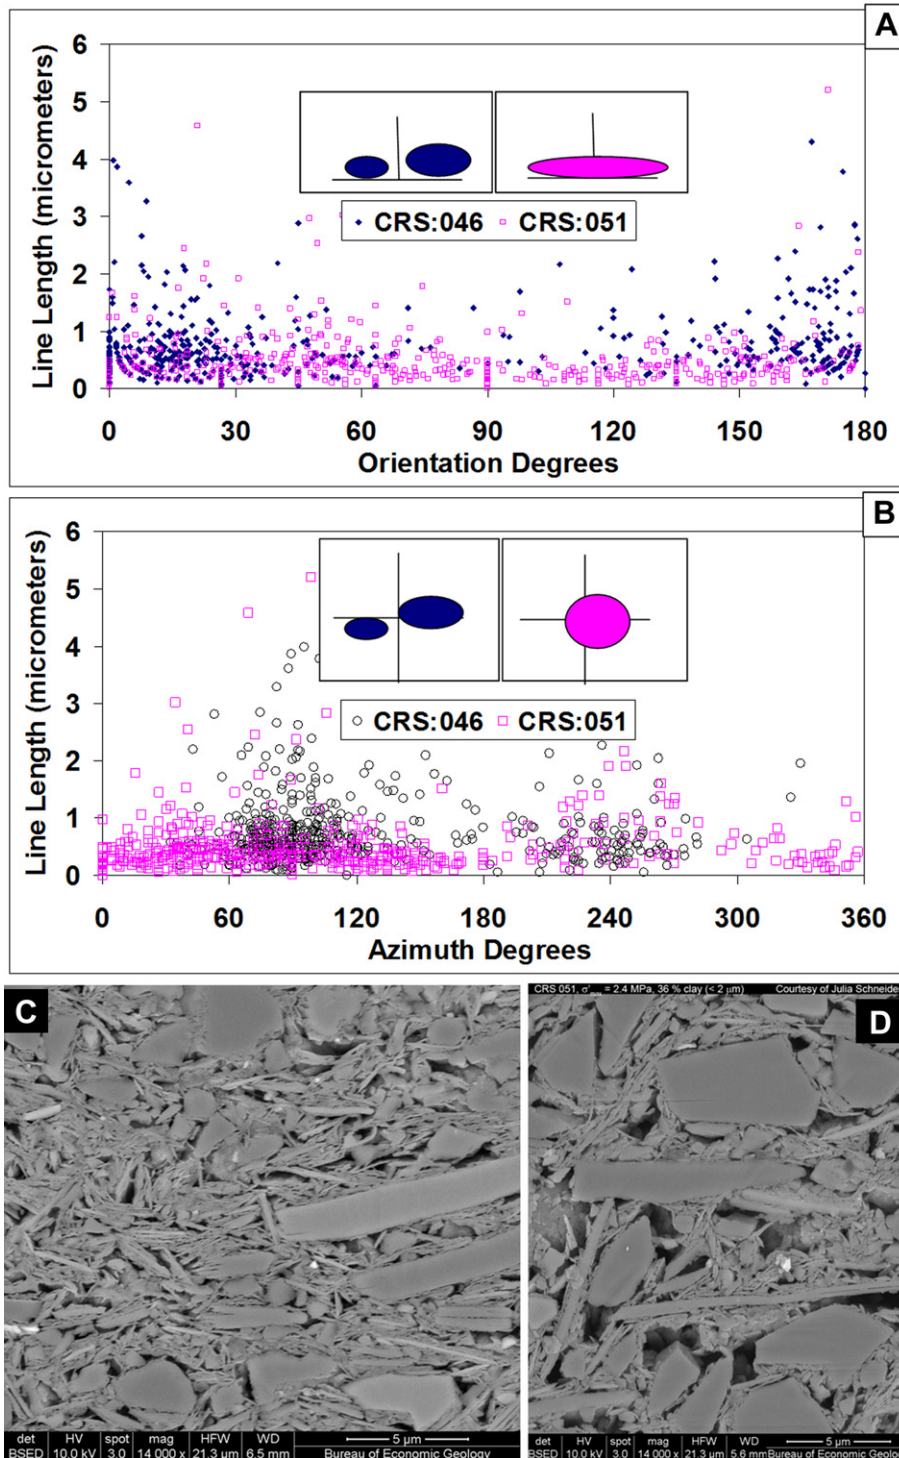 A
Line Length (micrometers)
6
5
4
3
2
1
0
CRS:046 CRS:051
0 30 60 90 120 150 180
Orientation Degrees
B
Line Length (micrometers)
6
5
4
3
2
1
0
CRS:046 CRS:051
0 60 120 180 240 300 360
Azimuth Degrees
C
det HV spot mag HFW WD 5 µm
BSED 10.0 kV 3.0 14 000 x 21.3 µm 6.5 mm Bureau of Economic Geology
CRS 051, = 2.4 MPa, 36 % clay (< 2 µm) Courtesy of Julia Schneider
D
det HV spot mag HFW WD 5 µm
BSED 10.0 kV 3.0 14 000 x 21.3 µm 5.6 mm Bureau of Economic Geology